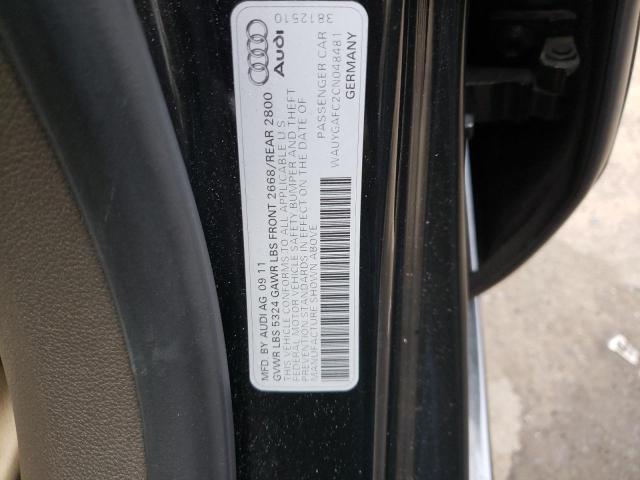 MFD. BY AUDI AG 09 11
GVWR LBS 5324 GAWR LBS FRONT 2668/REAR 2800
THIS VEHICLE CONFORMS TO ALL APPLICABLE U S
FEDERAL MOTOR VEHICLE SAFETY BUMPER AND THEFT
PREVENTION STANDARDS IN EFFECT ON THE DATE OF
MANUFACTURE SHOWN ABOVE
PASSENGER CAR
WAUYGAFC2CN048481
GERMANY
Audi
3812510